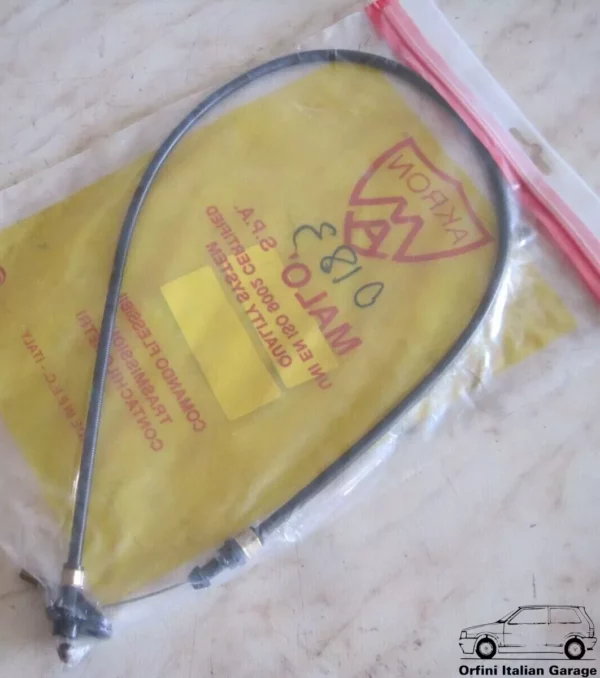 AKRON
MALO' S.P.A.
UNI EN ISO 9002 CERTIFIED
QUALITY SYSTEM
COMANDO FLESSIBILI
TRASMISSIONI
CONTACHILOMETRI
E.E.C. - ITALY
0183
Orfini Italian Garage